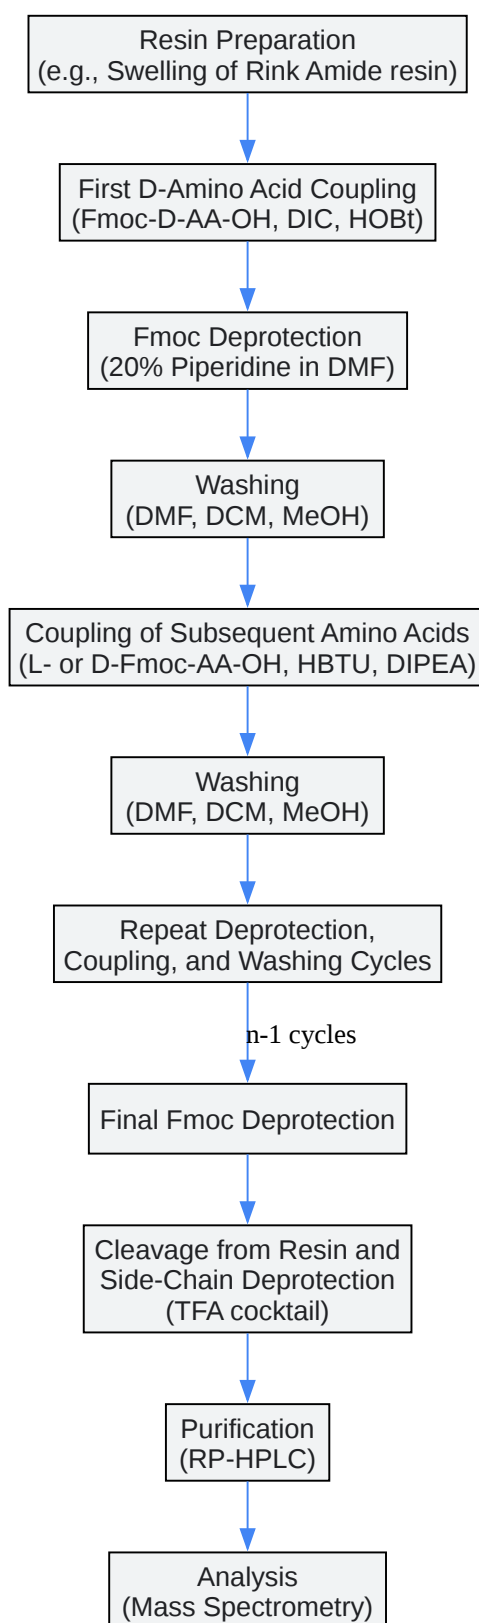 Resin Preparation
(e.g., Swelling of Rink Amide resin)
First D-Amino Acid Coupling
(Fmoc-D-AA-OH, DIC, HOBt)
Fmoc Deprotection
(20% Piperidine in DMF)
Washing
(DMF, DCM, MeOH)
Coupling of Subsequent Amino Acids
(L- or D-Fmoc-AA-OH, HBTU, DIPEA)
Washing
(DMF, DCM, MeOH)
Repeat Deprotection,
Coupling, and Washing Cycles
n-1 cycles
Final Fmoc Deprotection
Cleavage from Resin and
Side-Chain Deprotection
(TFA cocktail)
Purification
(RP-HPLC)
Analysis
(Mass Spectrometry)